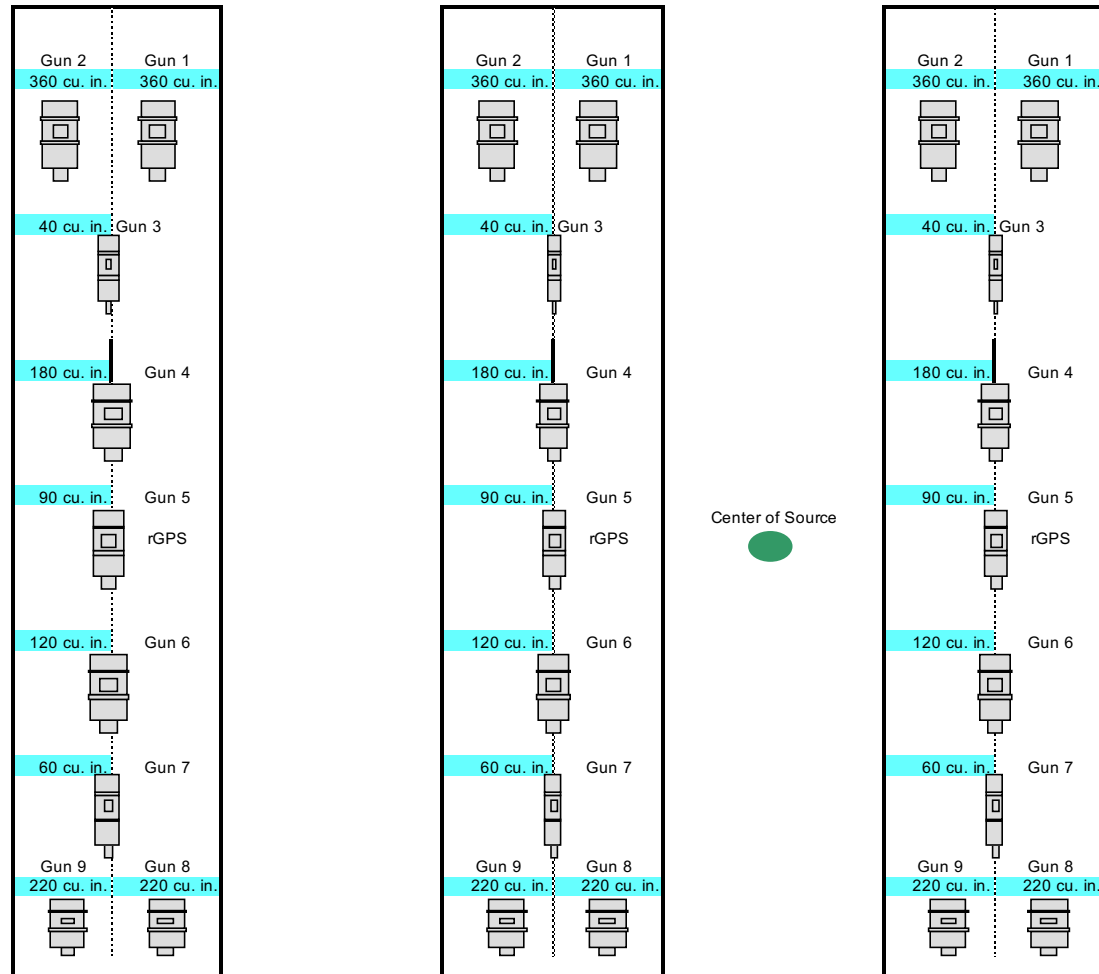 Gun 2 Gun 1 Gun 2 Gun 1 Gun 2 Gun 1
360 cu. in. 360 cu. in. 360 cu. in. 360 cu. in. 360 cu. in. 360 cu. in.
40 cu. in. Gun 3 40 cu. in. Gun 3 40 cu. in. Gun 3
180 cu. in. Gun 4 180 cu. in. Gun 4 180 cu. in. Gun 4
90 cu. in. Gun 5 90 cu. in. Gun 5 90 cu. in. Gun 5
Center of Source
rGPS rGPS rGPS
120 cu. in. Gun 6 120 cu. in. Gun 6 120 cu. in. Gun 6
60 cu. in. Gun 7 60 cu. in. Gun 7 60 cu. in. Gun 7
Gun 9 Gun 8 Gun 9 Gun 8 Gun 9 Gun 8
220 cu. in. 220 cu. in. 220 cu. in. 220 cu. in. 220 cu. in. 220 cu. in.